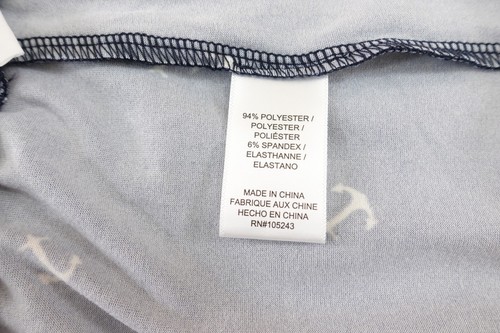 94% POLYESTER /
POLYESTER /
POLIÉSTER
6% SPANDEX /
ELASTHANNE /
ELASTANO
MADE IN CHINA
FABRIQUE AUX CHINE
HECHO EN CHINA
RN#105243